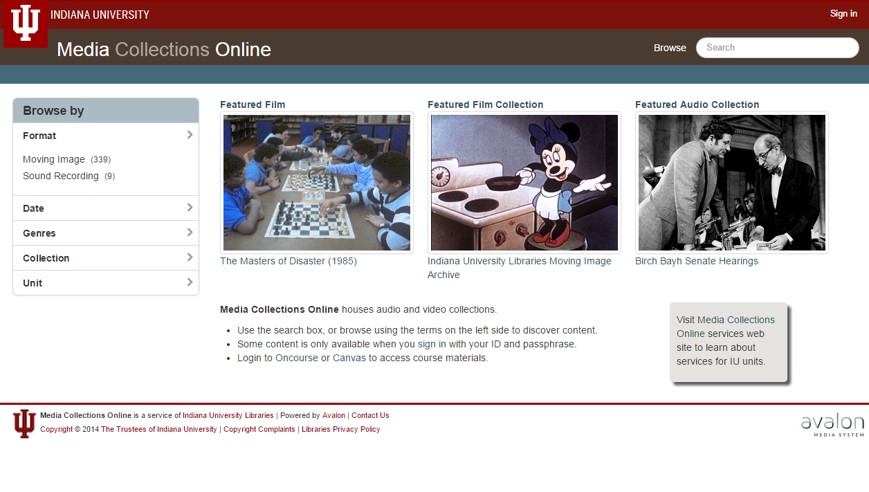 INDIANA UNIVERSITY
Sign in
Media Collections Online
Browse
Search
Browse by
Format
Moving Image (339)
Sound Recording (9)
Date
Genres
Collection
Unit
Featured Film
The Masters of Disaster (1985)
Featured Film Collection
Indiana University Libraries Moving Image
Archive
Featured Audio Collection
Birch Bayh Senate Hearings
Media Collections Online houses audio and video collections.
• Use the search box, or browse using the terms on the left side to discover content.
• Some content is only available when you sign in with your ID and passphrase.
• Login to Oncourse or Canvas to access course materials.
Visit Media Collections
Online services web
site to learn about
services for IU units.
Media Collections Online is a service of Indiana University Libraries | Powered by Avalon | Contact Us
Copyright © 2014 The Trustees of Indiana University | Copyright Complaints | Libraries Privacy Policy
avalon
MEDIA SYSTEM